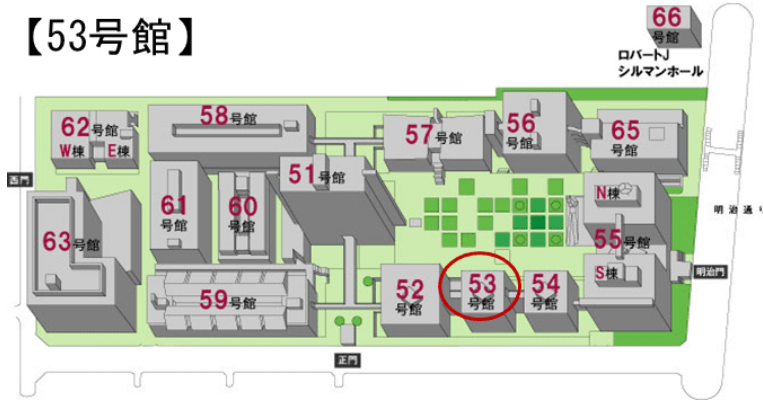 【53号館】
66
号館
ロバートJ
シルマンホール
62号館
W棟 E棟
58号館
57号館
56
号館
65
号館
51号館
西門
61
号館
60
号館
N棟
明治通り
63号館
55
号館
S棟
明治門
59号館
52
号館
53
号館
54
号館
正門